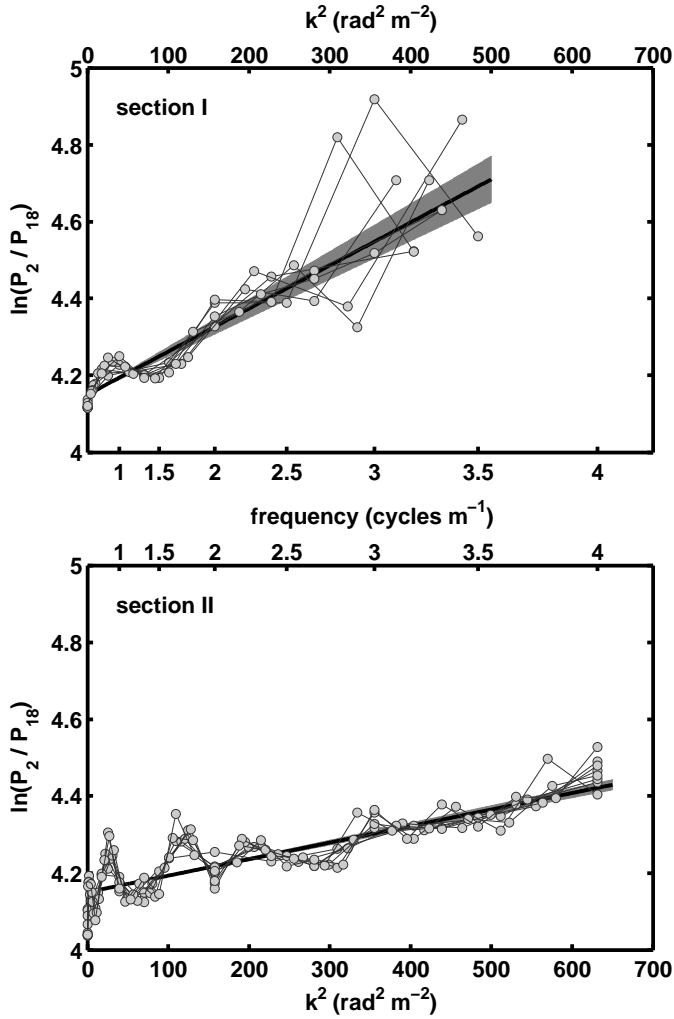 k² (rad² m⁻²)
0 100 200 300 400 500 600 700
section I
ln(P₂ / P₁₈)
5
4.8
4.6
4.4
4.2
4
1 1.5 2 2.5 3 3.5 4
frequency (cycles m⁻¹)
1 1.5 2 2.5 3 3.5 4
section II
ln(P₂ / P₁₈)
5
4.8
4.6
4.4
4.2
4
0 100 200 300 400 500 600 700
k² (rad² m⁻²)